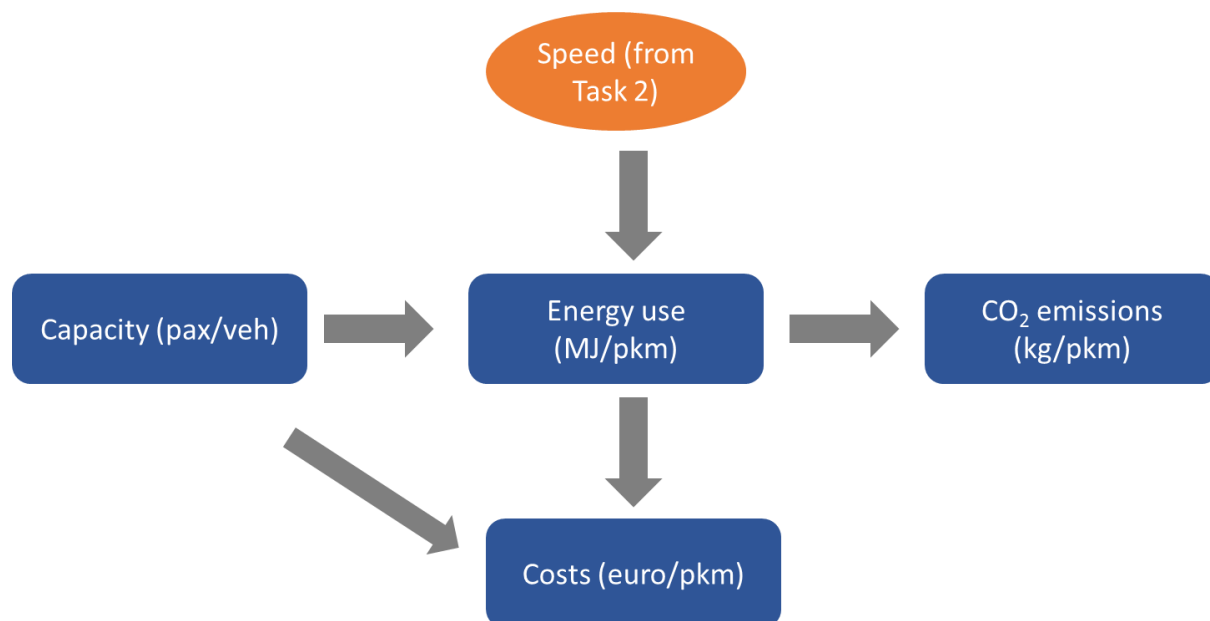 Speed (from
Task 2)
Capacity (pax/veh)
Energy use
(MJ/pkm)
CO₂ emissions
(kg/pkm)
Costs (euro/pkm)